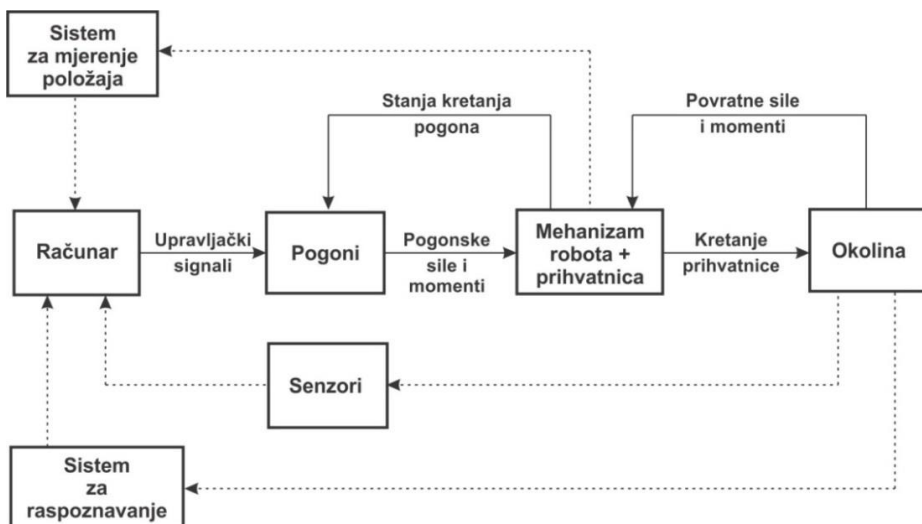 Sistem
za mjerenje
položaja
Stanja kretanja
pogona
Povratne sile
i momenti
Računar
Upravljački
signali
Pogoni
Pogonske
sile i
momenti
Mehanizam
robota +
prihvatnica
Kretanje
prihvatnice
Okolina
Senzori
Sistem
za
raspoznavanje